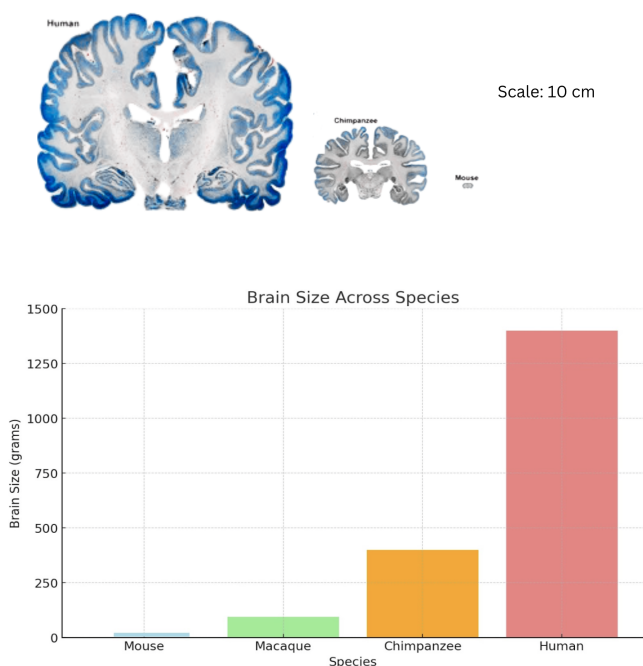 Human
Scale: 10 cm
Chimpanzee
Mouse
Brain Size Across Species
1500
1250
1000
750
500
250
0
Brain Size (grams)
Mouse Macaque Chimpanzee Human
Species